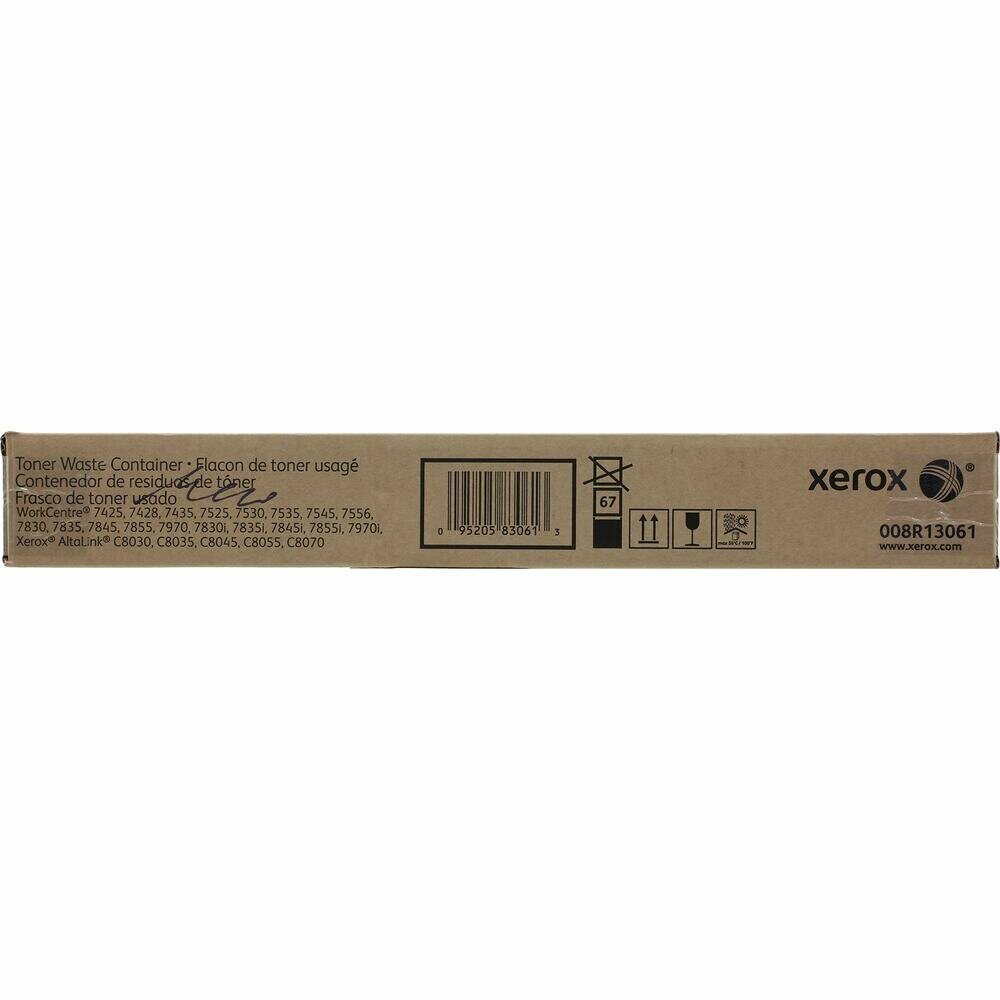 Toner Waste Container • Flacon de toner usagé
Contenedor de residuos de tóner
Frasco de toner usado
WorkCentre® 7425, 7428, 7435, 7525, 7530, 7535, 7545, 7556,
7830, 7835, 7845, 7855, 7970, 7830i, 7835i, 7845i, 7855i, 7970i,
Xerox® AltaLink® C8030, C8035, C8045, C8055, C8070
0 95205 83061 3
67
xerox ®
008R13061
www.xerox.com